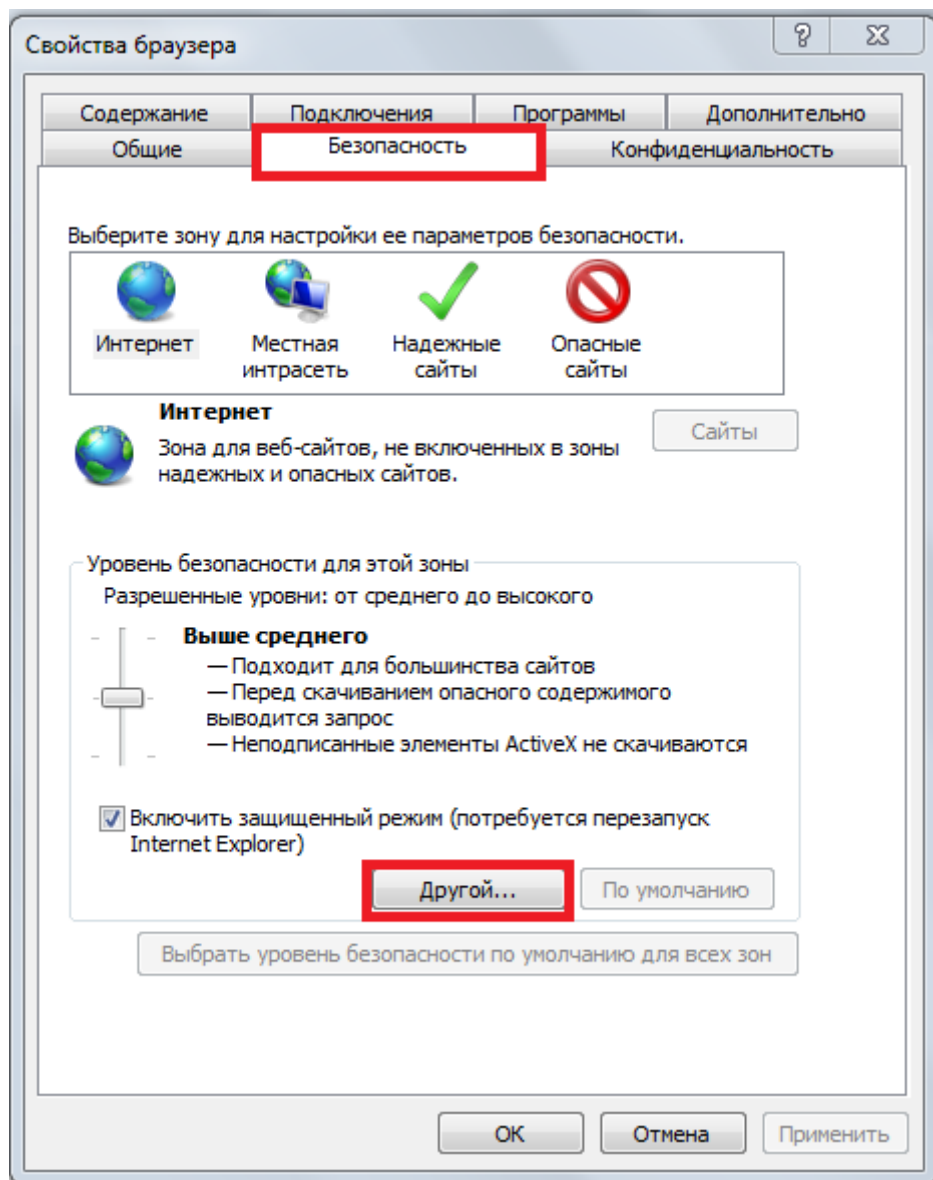 Свойства браузера
Содержание Подключения Программы Дополнительно
Общие Безопасность Конфиденциальность
Выберите зону для настройки ее параметров безопасности.
Интернет Местная интрасеть Надежные сайты Опасные сайты
Интернет
Сайты
Зона для веб-сайтов, не включенных в зоны
надежных и опасных сайтов.
Уровень безопасности для этой зоны
Разрешенные уровни: от среднего до высокого
Выше среднего
— Подходит для большинства сайтов
— Перед скачиванием опасного содержимого
выводится запрос
— Неподписанные элементы ActiveX не скачиваются
Включить защищенный режим (потребуется перезапуск
Internet Explorer)
Другой... По умолчанию
Выбрать уровень безопасности по умолчанию для всех зон
ОК Отмена Применить